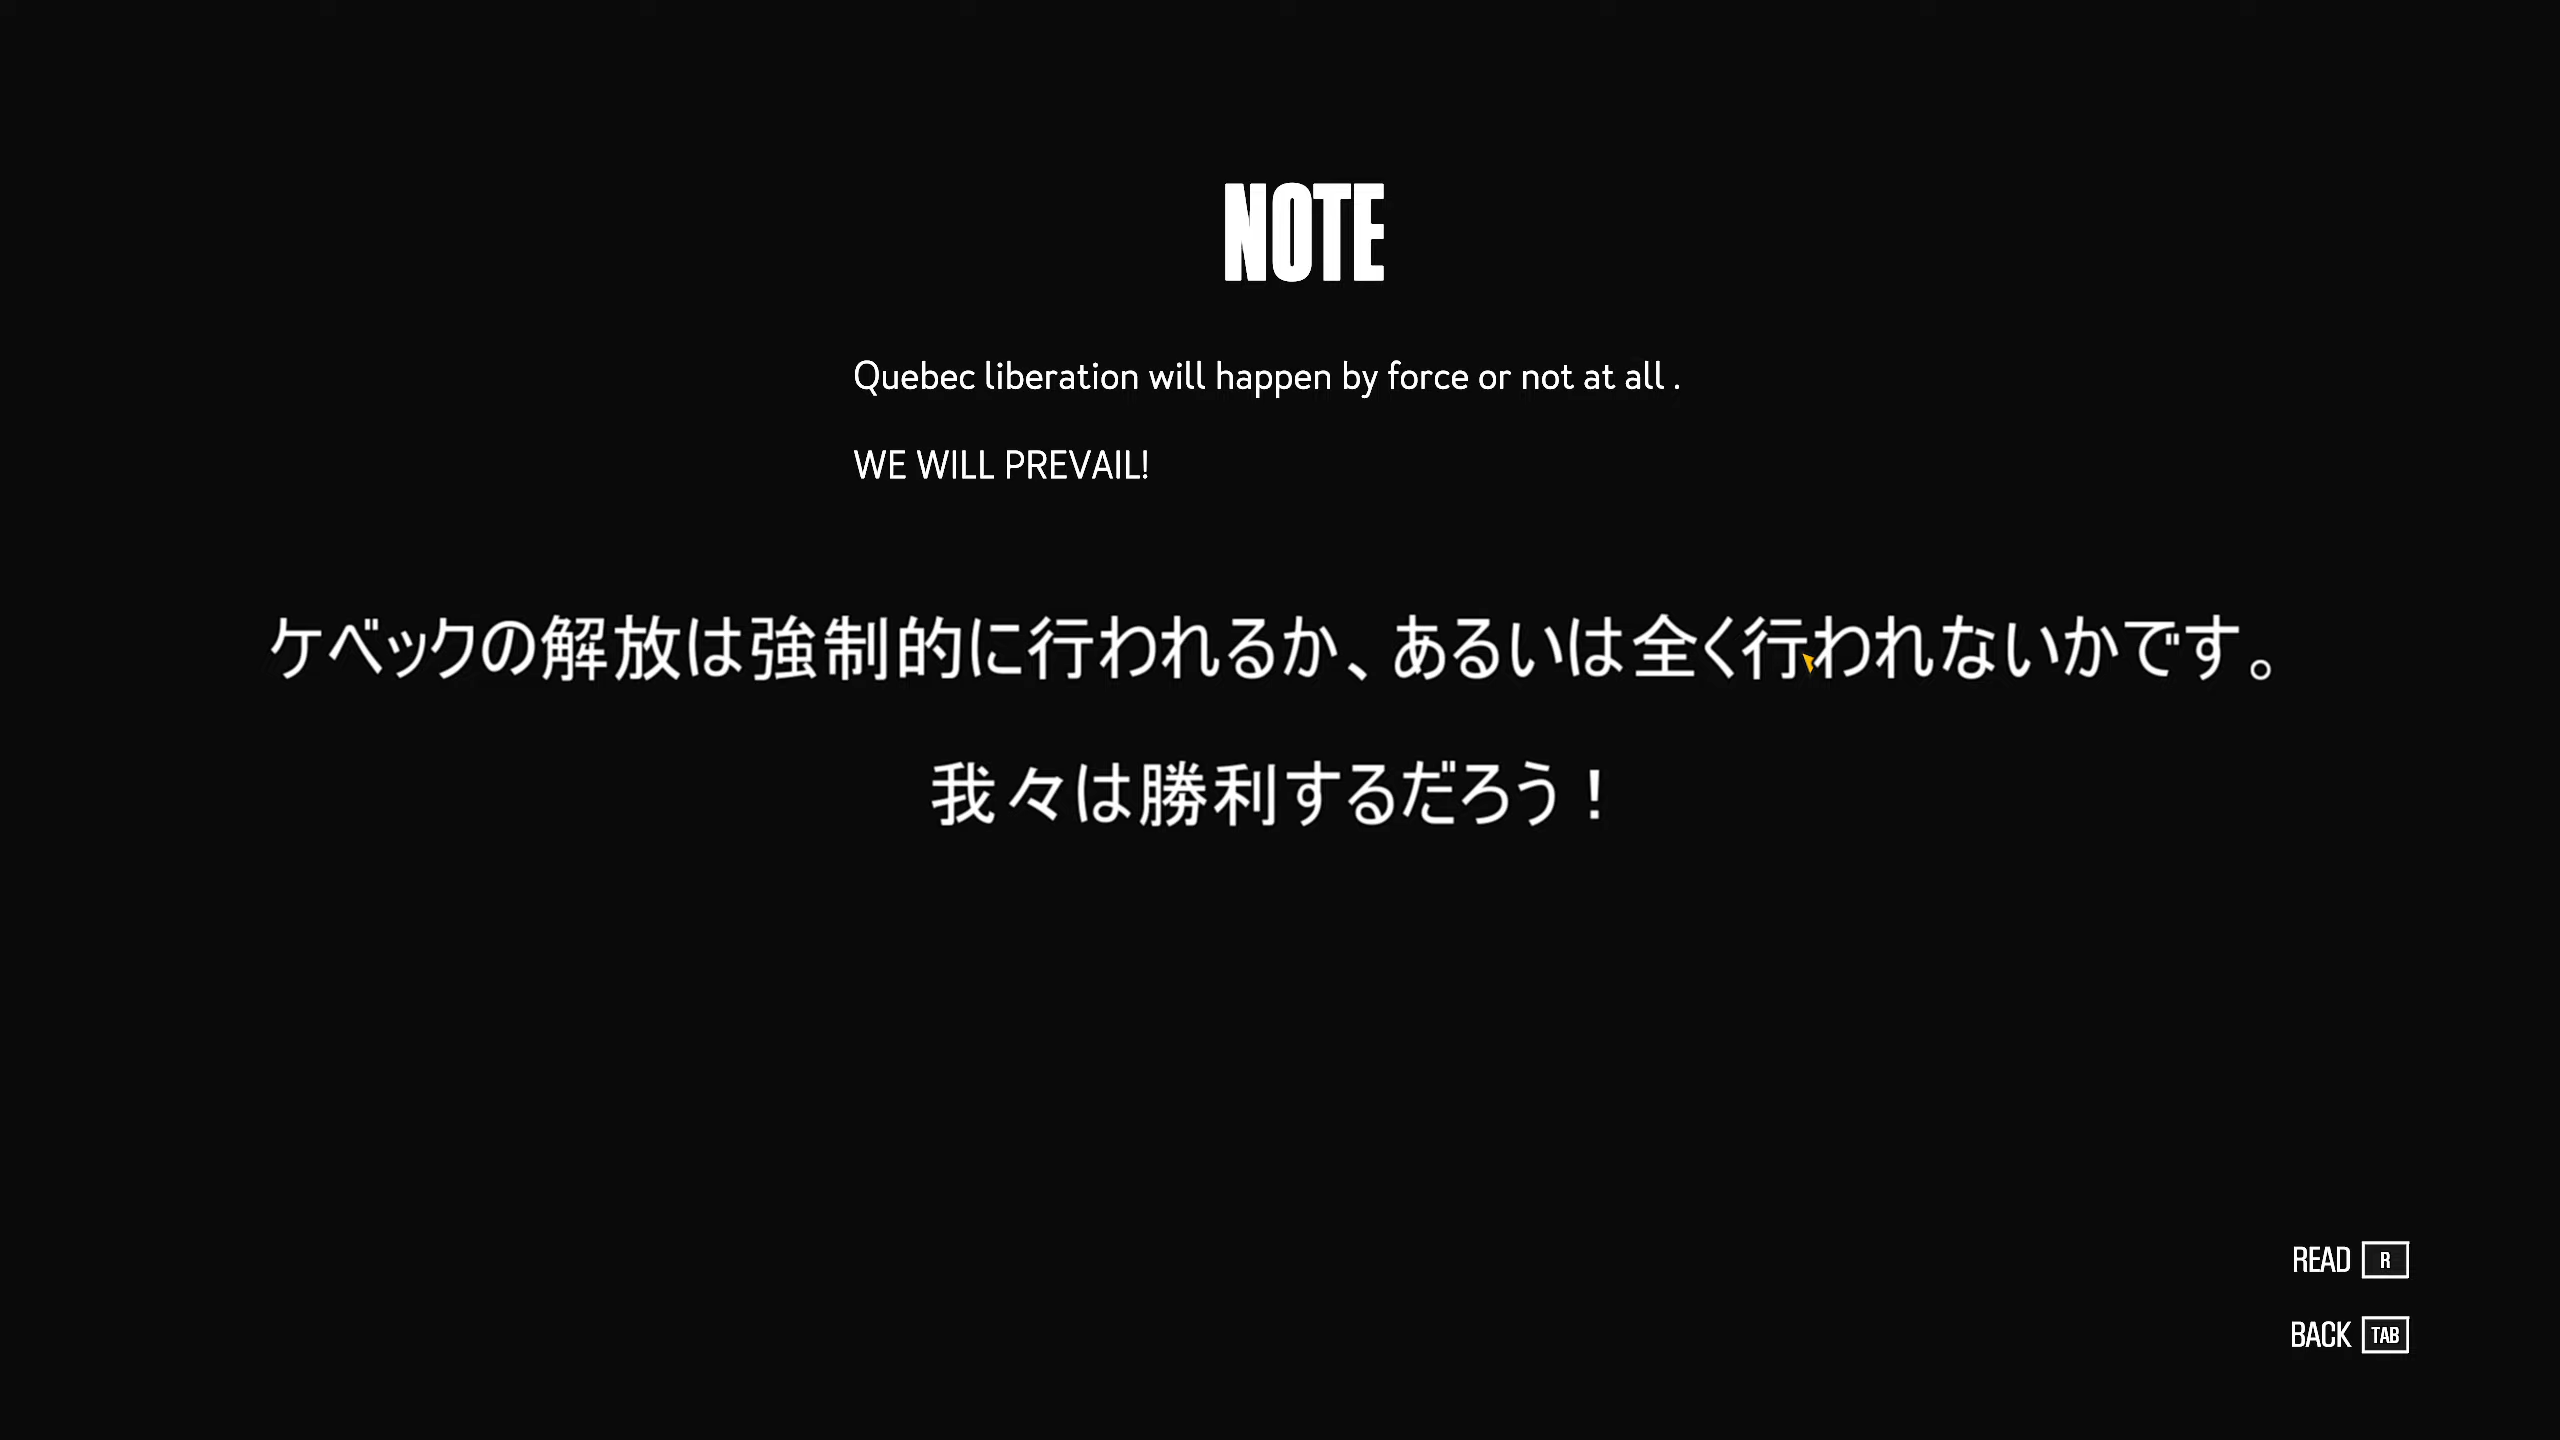 NOTE
Quebec liberation will happen by force or not at all .
WE WILL PREVAIL!
ケベックの解放は強制的に行われるか、あるいは全く行われないかです。
我々は勝利するだろう！
READ R
BACK TAB